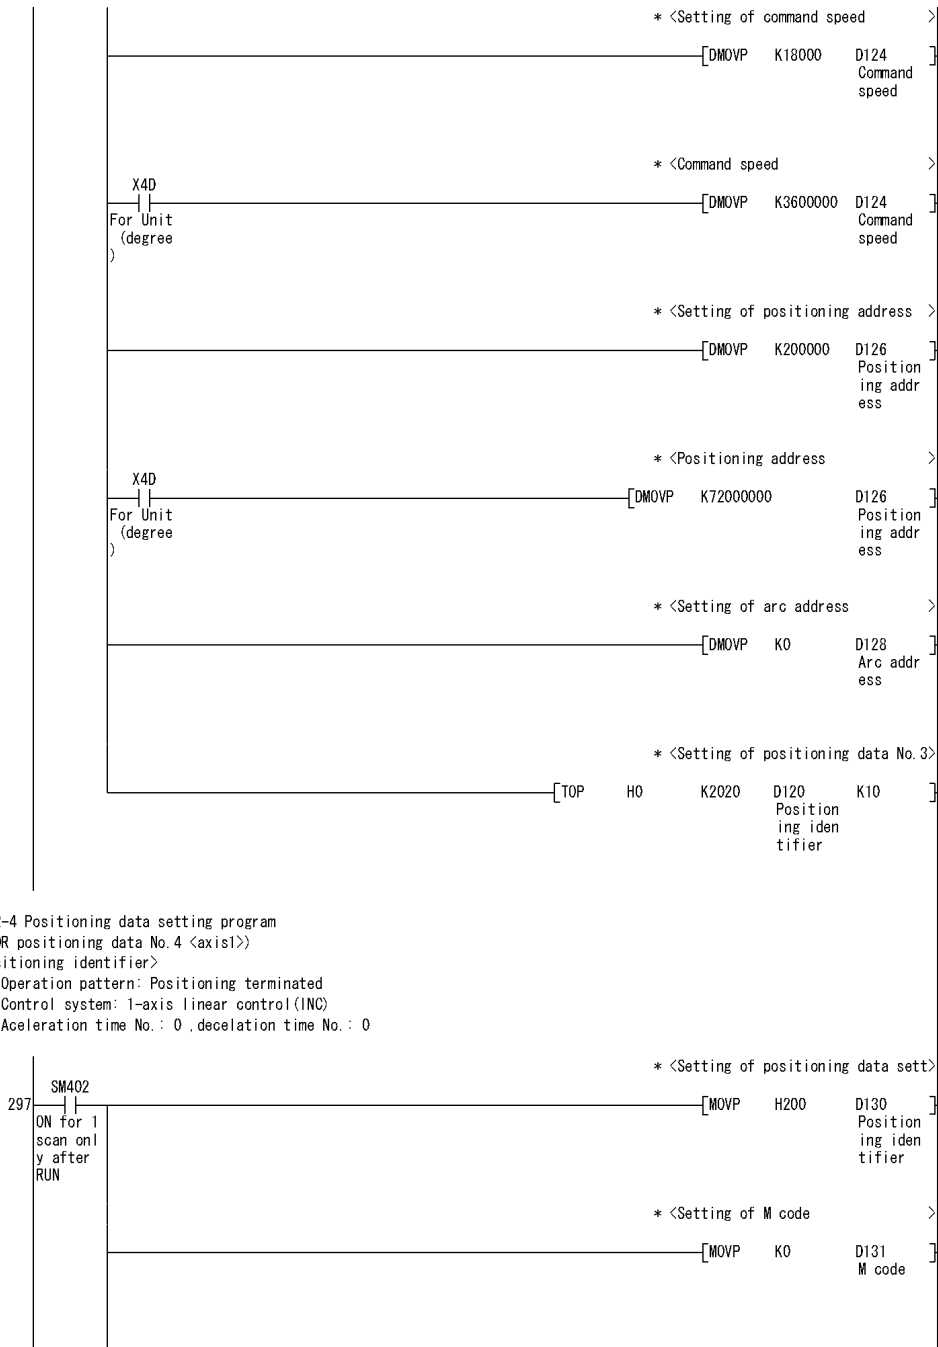 * <Setting of command speed >
[DMOVP K18000 D124 ]
Command
speed
* <Command speed >
X4D
[DMOVP K3600000 D124 ]
For Unit
(degree
)
Command
speed
* <Setting of positioning address >
[DMOVP K200000 D126 ]
Position
ing addr
ess
* <Positioning address >
X4D
[DMOVP K72000000 D126 ]
For Unit
(degree
)
Position
ing addr
ess
* <Setting of arc address >
[DMOVP K0 D128 ]
Arc addr
ess
* <Setting of positioning data No.3>
[TOP H0 K2020 D120 K10 ]
Position
ing iden
tifier
-4 Positioning data setting program
R positioning data No.4 <axis1>)
itioning identifier>
Operation pattern: Positioning terminated
Control system: 1-axis linear control(INC)
Aceleration time No.: 0 ,decelation time No.: 0
* <Setting of positioning data sett>
SM402
297 [MOVP H200 D130 ]
ON for 1
scan onl
y after
RUN
Position
ing iden
tifier
* <Setting of M code >
[MOVP K0 D131 ]
M code